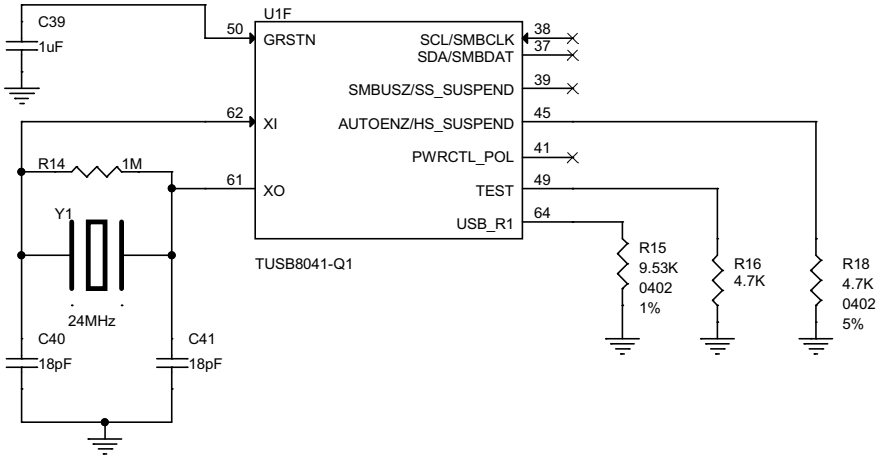 U1F
C39
1uF
50
GRSTN
SCL/SMBCLK
38
SDA/SMBDAT
37
SMBUSZ/SS_SUSPEND
39
62
XI
AUTOENZ/HS_SUSPEND
45
R14
1M
PWRCTL_POL
41
61
XO
TEST
49
Y1
USB_R1
64
TUSB8041-Q1
R15
9.53K
0402
1%
R16
4.7K
R18
4.7K
0402
5%
24MHz
C40
18pF
C41
18pF